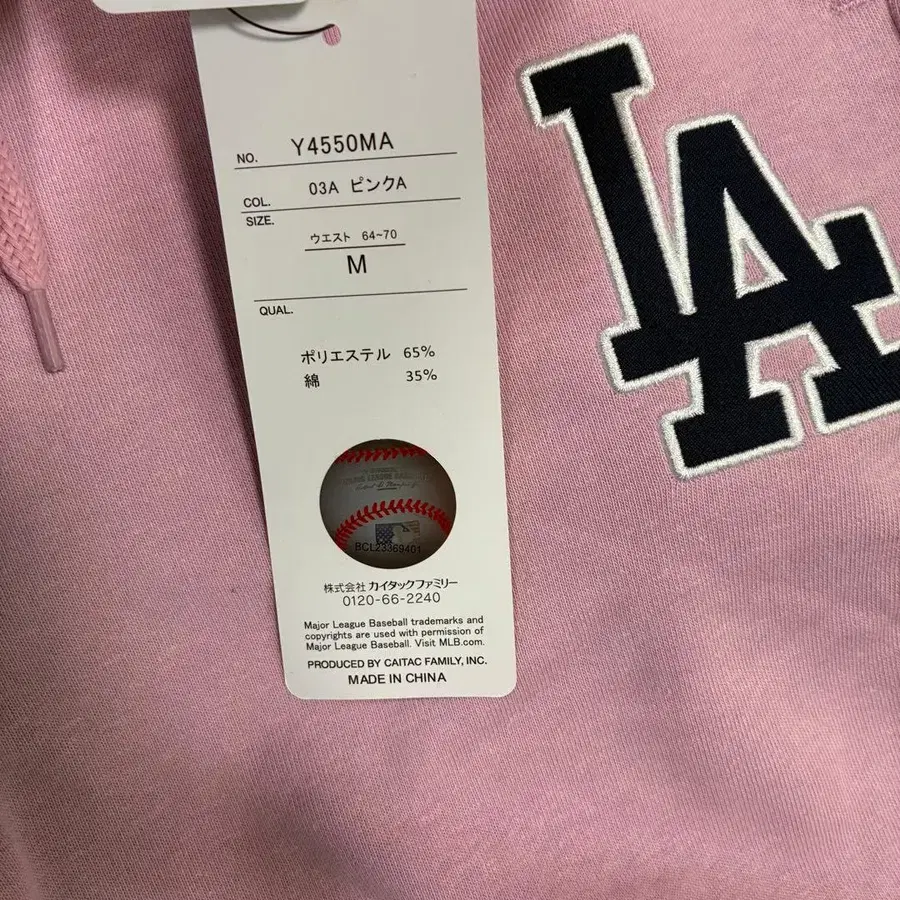 NO. Y4550MA
COL. 03A ピンクA
SIZE.
ウエスト 64~70
M
QUAL.
ポリエステル 65%
綿 35%
BCL23369401
株式会社 カイタックファミリー
0120-66-2240
Major League Baseball trademarks and
copyrights are used with permission of
Major League Baseball. Visit MLB.com.
PRODUCED BY CAITAC FAMILY, INC.
MADE IN CHINA
LA